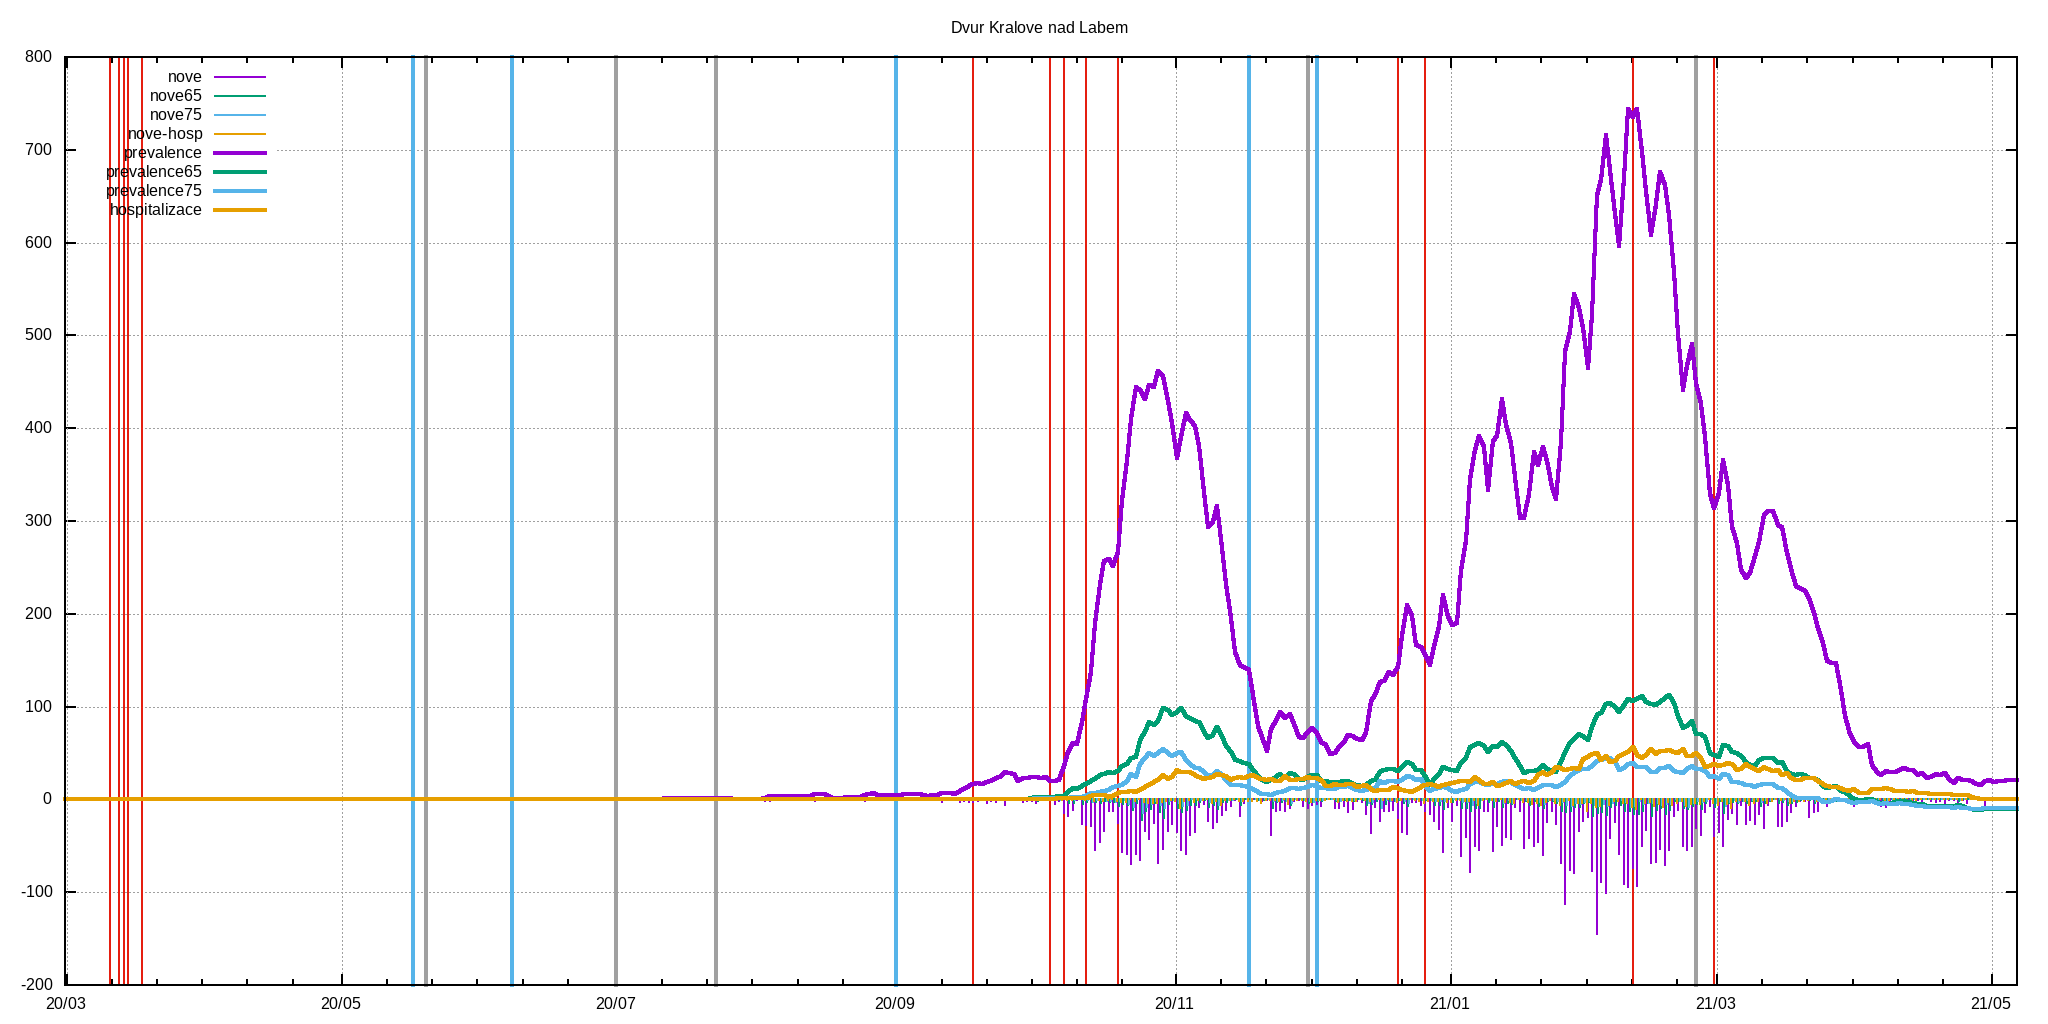 Dvur Kralove nad Labem
800
700
600
500
400
300
200
100
0
-100
-200
nove
nove65
nove75
nove-hosp
prevalence
prevalence65
prevalence75
hospitalizace
20/03 20/05 20/07 20/09 20/11 21/01 21/03 21/05